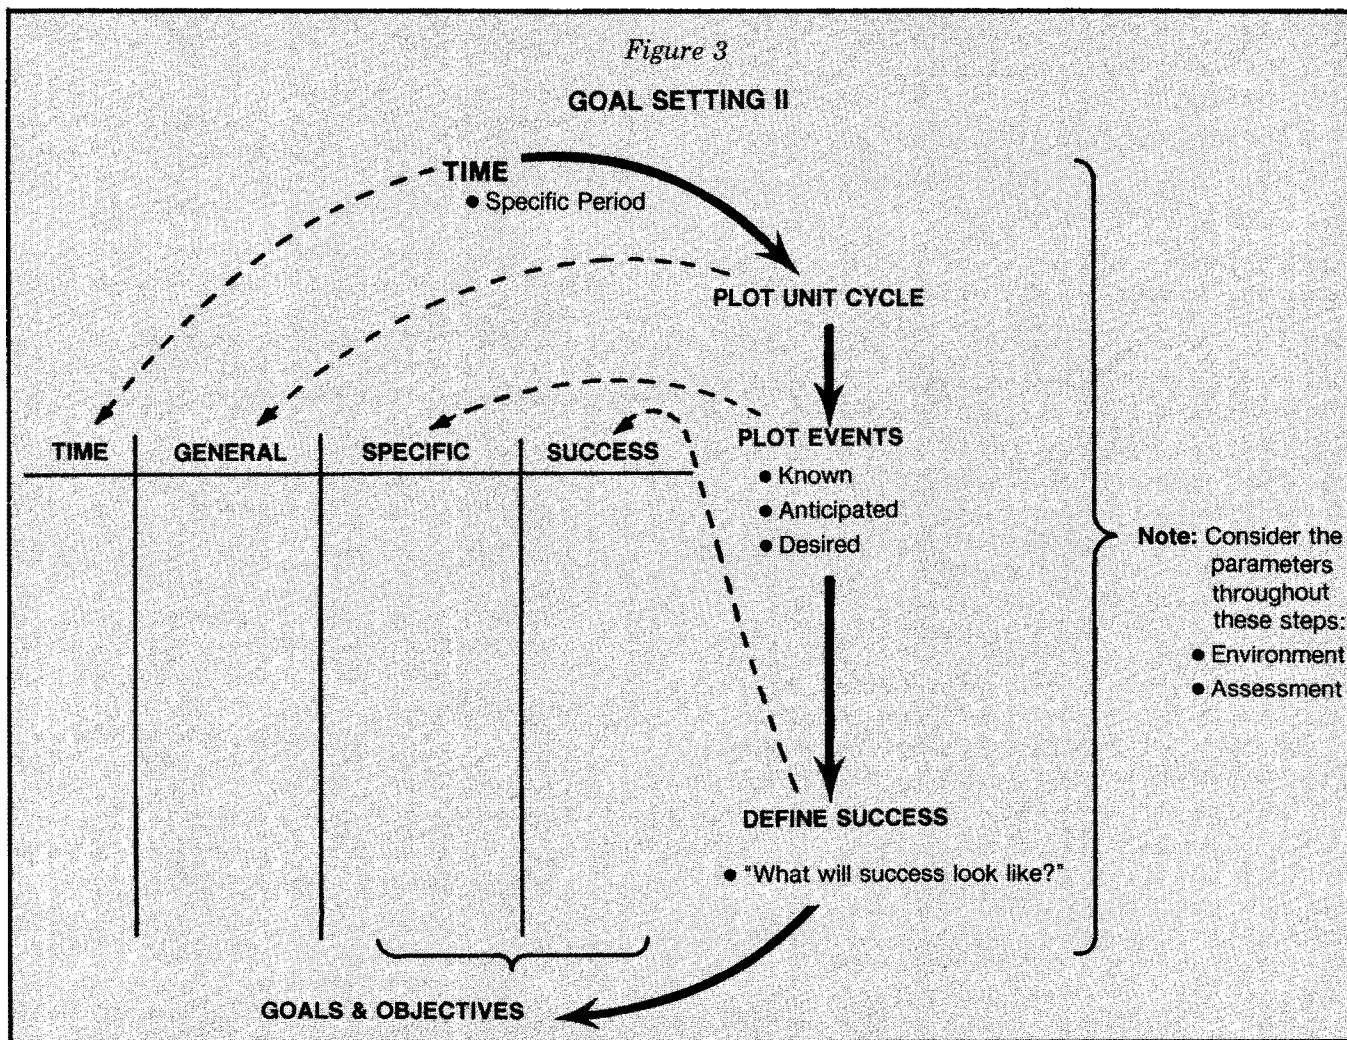 Figure 3
GOAL SETTING II
TIME
● Specific Period
PLOT UNIT CYCLE
PLOT EVENTS
● Known
● Anticipated
● Desired
TIME GENERAL SPECIFIC SUCCESS
Note: Consider the
parameters
throughout
these steps:
● Environment
● Assessment
DEFINE SUCCESS
● "What will success look like?"
GOALS & OBJECTIVES